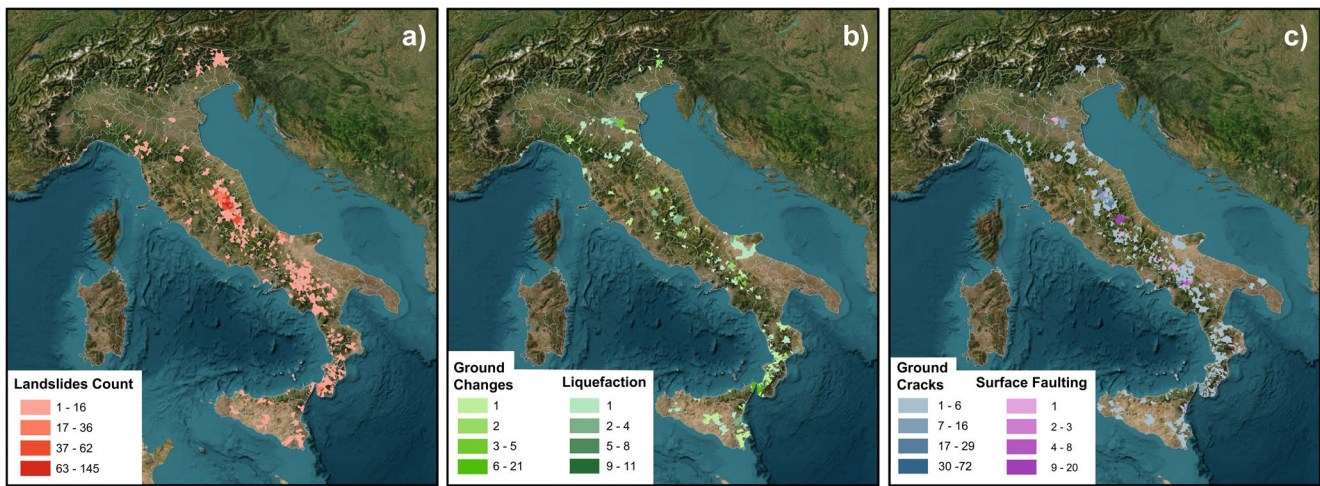 a)
Landslides Count
1 - 16
17 - 36
37 - 62
63 - 145
b)
Ground
Changes
1
2
3 - 5
6 - 21
Liquefaction
1
2 - 4
5 - 8
9 - 11
c)
Ground
Cracks
1 - 6
7 - 16
17 - 29
30 -72
Surface Faulting
1
2 - 3
4 - 8
9 - 20